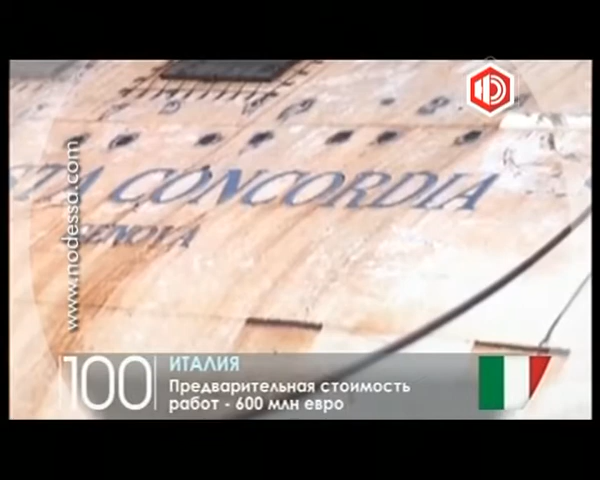 www.nodessa.com
STA CONCORDIA
GENOVA
100
ИТАЛИЯ
Предварительная стоимость
работ - 600 млн евро